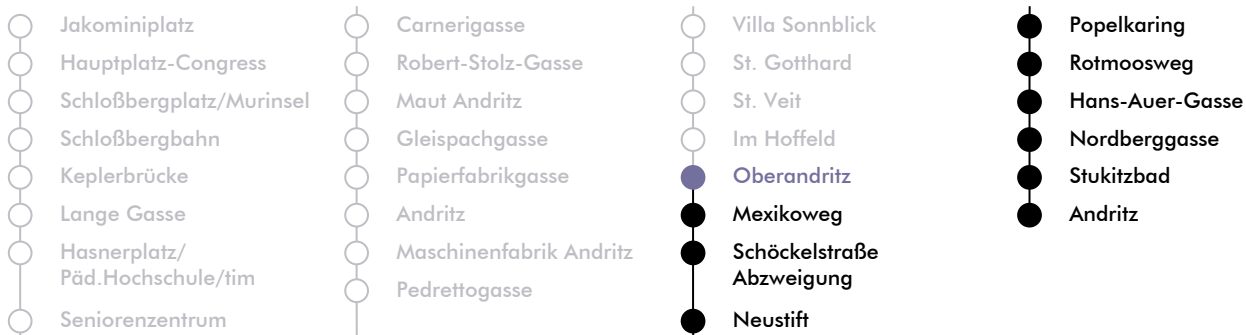 Jakominiplatz
Hauptplatz-Congress
Schloßbergplatz/Murinsel
Schloßbergbahn
Keplerbrücke
Lange Gasse
Hasnerplatz/
Päd.Hochschule/tim
Seniorenzentrum
Carnerigasse
Robert-Stolz-Gasse
Maut Andritz
Gleispachgasse
Papierfabrikgasse
Andritz
Maschinenfabrik Andritz
Pedrettogasse
Villa Sonnblick
St. Gotthard
St. Veit
Im Hoffeld
Oberandritz
Mexikoweg
Schöckelstraße
Abzweigung
Neustift
Popelkaring
Rotmoosweg
Hans-Auer-Gasse
Nordberggasse
Stukitzbad
Andritz